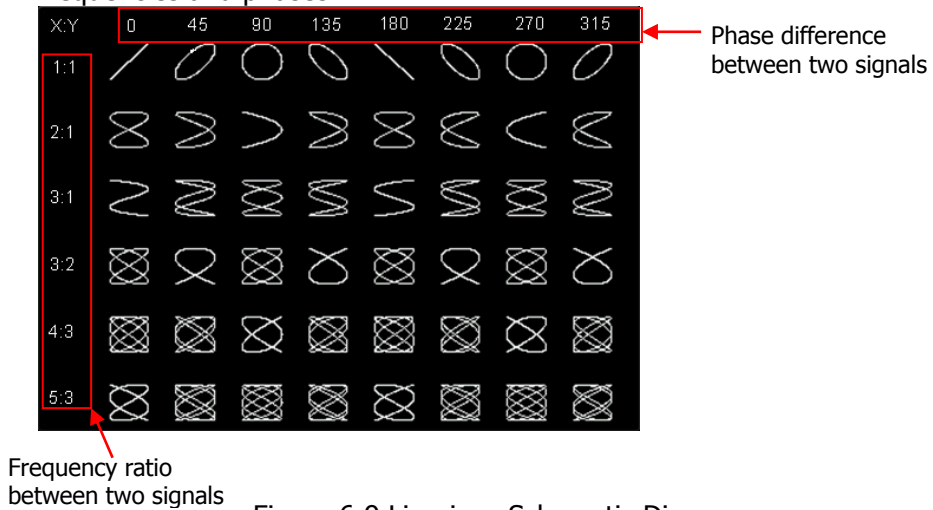 X:Y 0 45 90 135 180 225 270 315
Phase difference
between two signals
1:1
2:1
3:1
3:2
4:3
5:3
Frequency ratio
between two signals